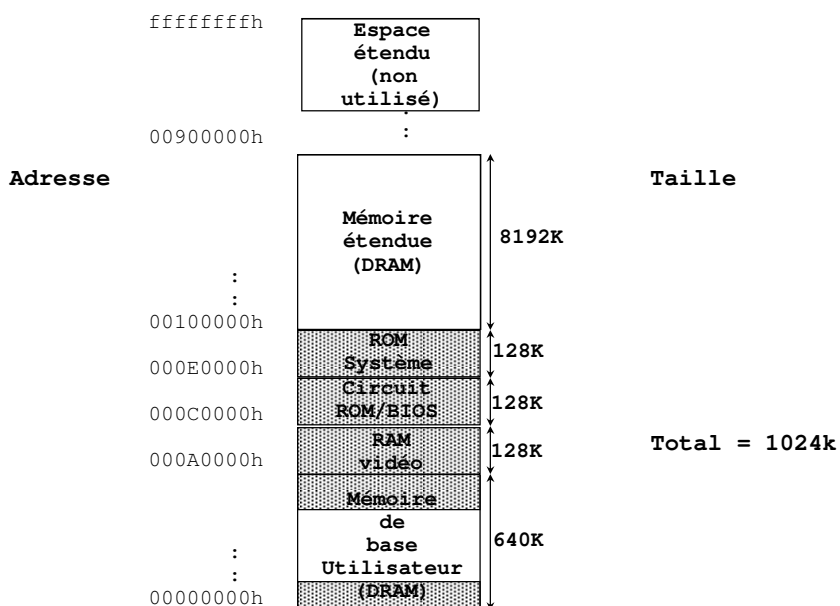 ffffffffh
Espace
étendu
(non
utilisé)
:
:
00900000h
Adresse
Taille
Mémoire
étendue
(DRAM)
8192K
:
:
00100000h
ROM
Système
128K
000E0000h
Circuit
ROM/BIOS
128K
000C0000h
RAM
vidéo
128K
000A0000h
Total = 1024k
Mémoire
de
base
Utilisateur
(DRAM)
640K
:
:
00000000h